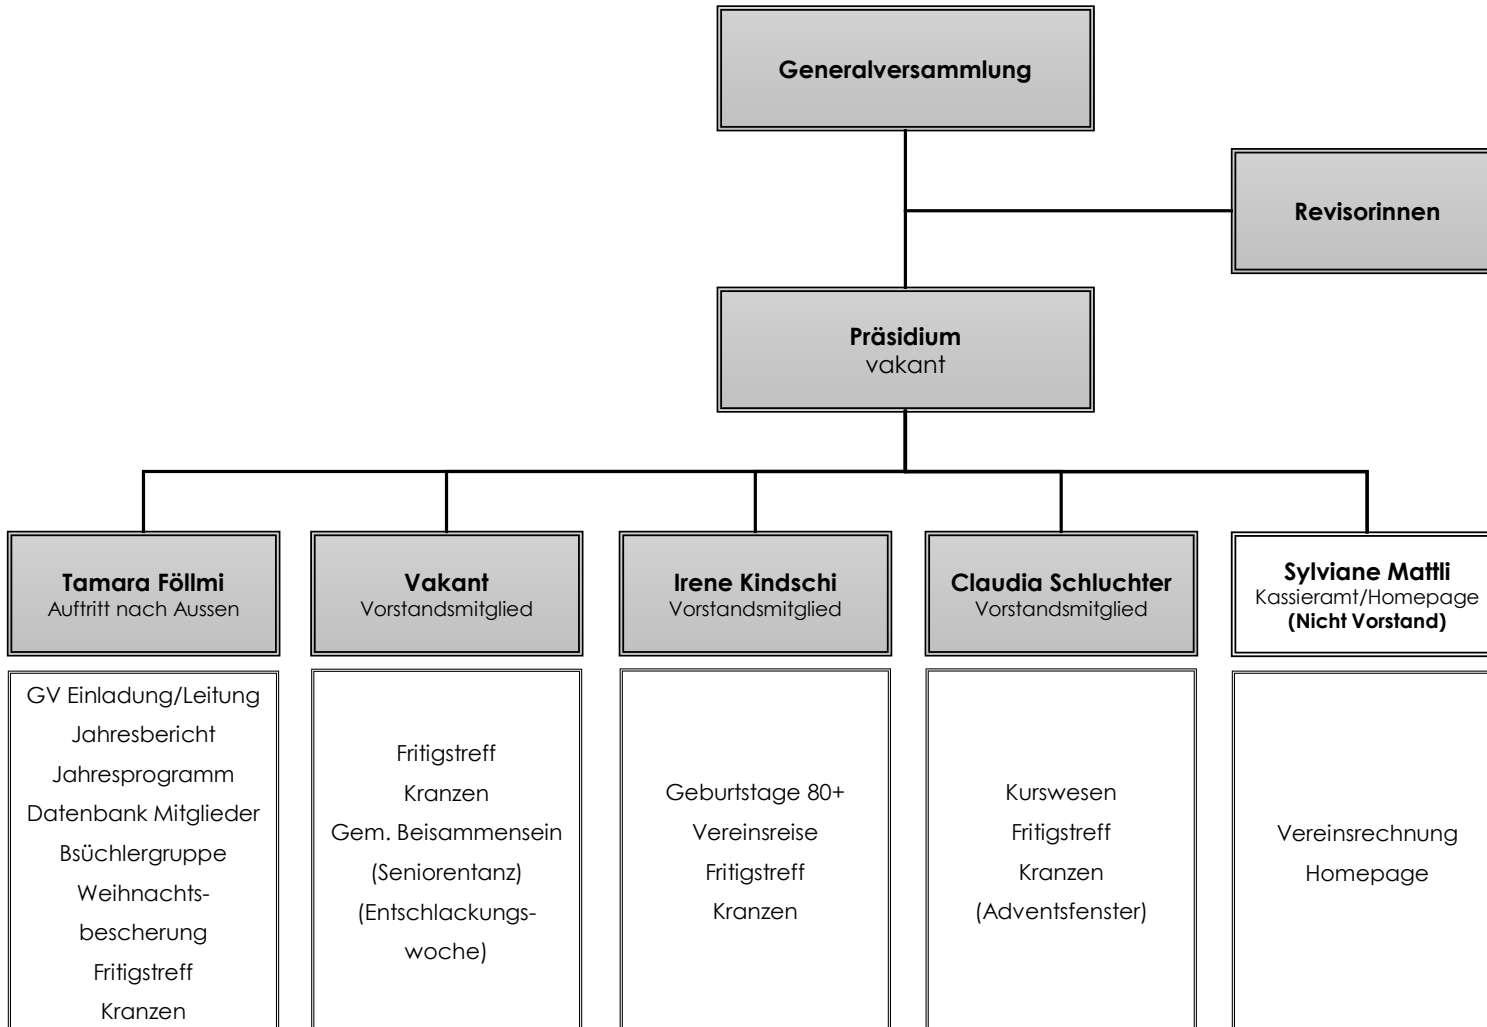 Generalversammlung
Revisorinnen
Präsidium
vakant
Tamara Föllmi
Auftritt nach Aussen
Vakant
Vorstandsmitglied
Irene Kindschi
Vorstandsmitglied
Claudia Schluchter
Vorstandsmitglied
Sylviane Mattli
Kassieramt/Homepage
(Nicht Vorstand)
GV Einladung/Leitung
Jahresbericht
Jahresprogramm
Datenbank Mitglieder
Bsüchlergruppe
Weihnachts-
bescherung
Fritigstreff
Kranzen
Fritigstreff
Kranzen
Gem. Beisammensein
(Seniorentanz)
(Entschlackungs-
woche)
Geburtstage 80+
Vereinsreise
Fritigstreff
Kranzen
Kurswesen
Fritigstreff
Kranzen
(Adventsfenster)
Vereinsrechnung
Homepage